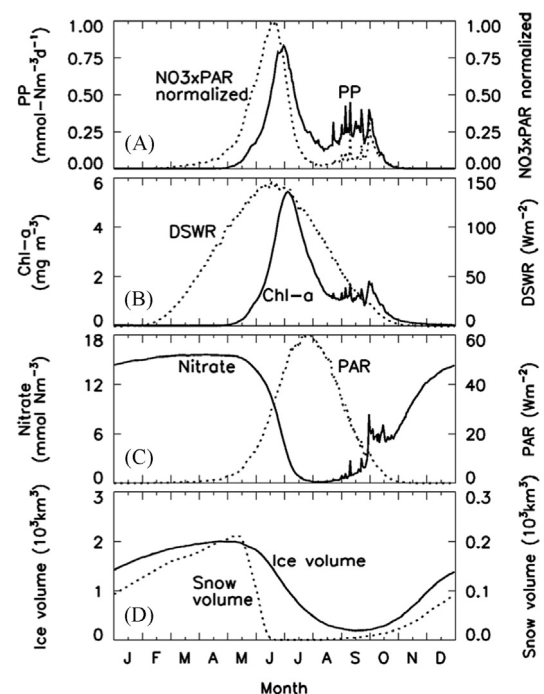 1.00
0.75
0.50
0.25
0.00
PP
(mmol-Nm⁻³d⁻¹)
NO3xPAR
normalized
PP
(A)
1.00
0.75
0.50
0.25
0.00
NO3xPAR normalized
6
4
2
0
Chl-a
(mg m⁻³)
DSWR
Chl-a
(B)
150
100
50
0
DSWR (Wm⁻²)
18
12
6
0
Nitrate
(mmol Nm⁻³)
Nitrate
PAR
(C)
60
40
20
0
PAR (Wm⁻²)
3
2
1
0
Ice volume (10³km³)
Ice volume
Snow
volume
(D)
0.3
0.2
0.1
0.0
Snow volume (10³km³)
J F M A M J J A S O N D
Month